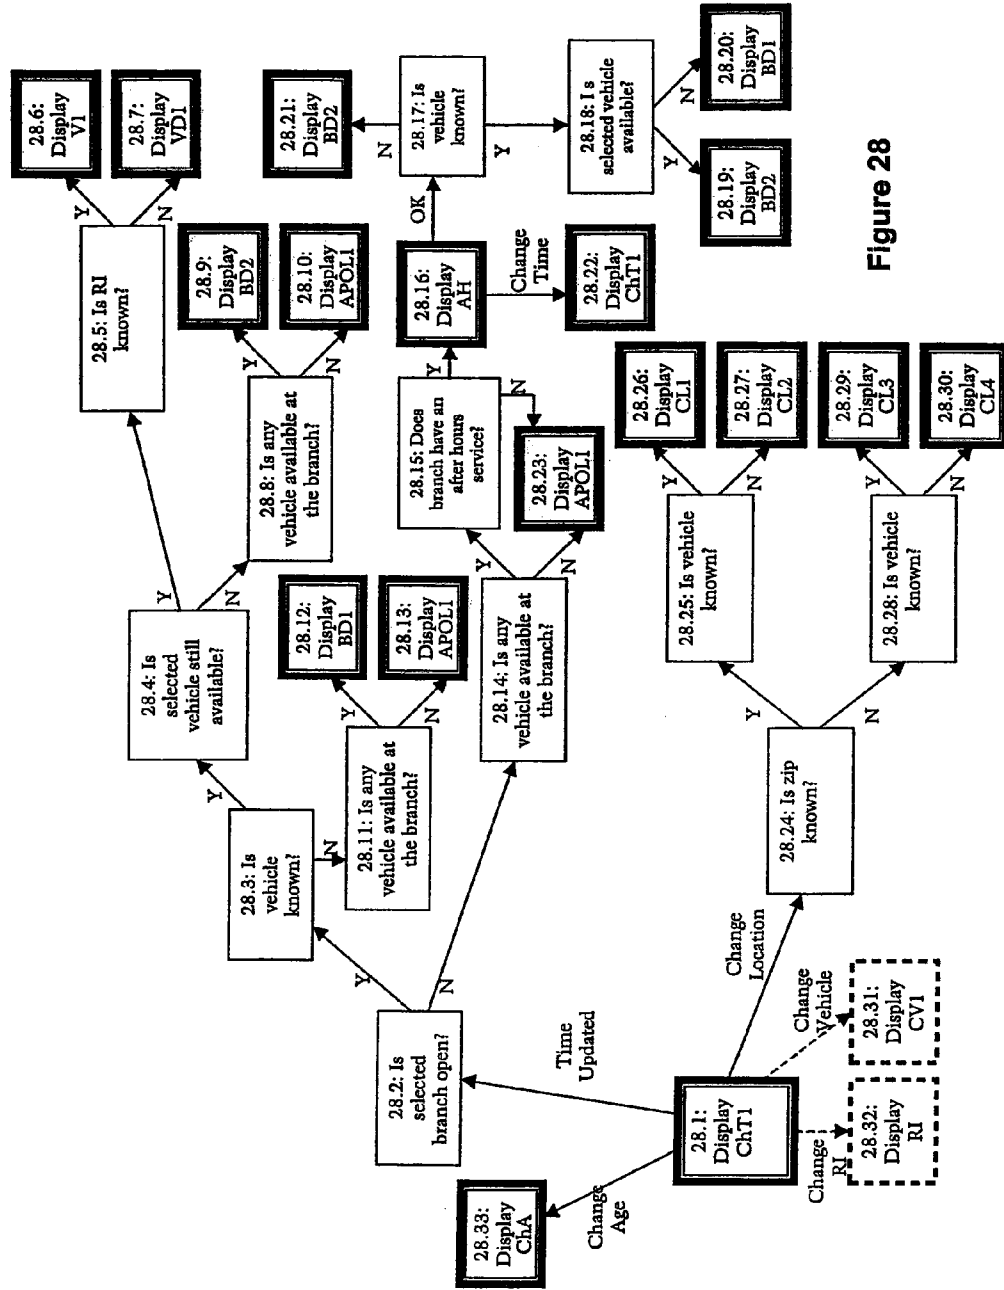 28.33:
Display
ChA
Change
Age
28.1:
Display
ChT1
Change
RI
28.32:
Display
RI
Change
Vehicle
28.31:
Display
CV1
Time
Updated
Change
Location
28.2: Is
selected
branch open?
Y
N
28.3: Is
vehicle
known?
Y
N
28.4: Is
selected
vehicle still
available?
Y
N
28.5: Is RI
known?
Y
N
28.6:
Display
V1
28.7:
Display
VD1
28.8: Is any
vehicle available at
the branch?
Y
N
28.9:
Display
BD2
28.10:
Display
APOL1
28.11: Is any
vehicle available at
the branch?
Y
N
28.12:
Display
BD1
28.13:
Display
APOL1
28.14: Is any
vehicle available at
the branch?
Y
N
28.15: Does
branch have an
after hours
service?
Y
N
28.23:
Display
APOL1
28.16:
Display
AH
OK
Change
Time
28.22:
Display
ChT1
28.17: Is
vehicle
known?
N
Y
28.21:
Display
BD2
28.18: Is
selected vehicle
available?
Y
N
28.19:
Display
BD2
28.20:
Display
BD1
28.24: Is zip
known?
Y
N
28.25: Is vehicle
known?
Y
N
28.26:
Display
CL1
28.27:
Display
CL2
28.28: Is vehicle
known?
Y
N
28.29:
Display
CL3
28.30:
Display
CL4
Figure 28